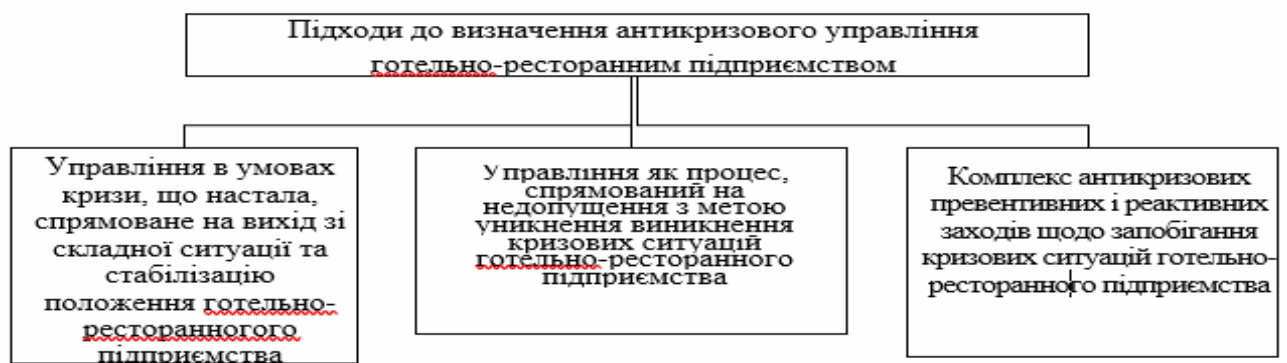 Підходи до визначення антикризового управління
готельно-ресторанним підприємством
Управління в умовах
кризи, що настала,
спрямоване на вихід зі
складної ситуації та
стабілізацію
положення готельно-
ресторанногого
підприємства
Управління як процес,
спрямований на
недопущення з метою
уникнення виникнення
кризових ситуацій
готельно-ресторанного
підприємства
Комплекс антикризових
превентивних і реактивних
заходів щодо запобігання
кризових ситуацій готельно-
ресторанного підприємства